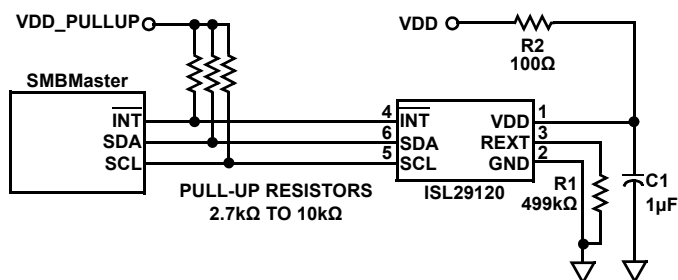 VDD_PULLUP
VDD
R2
100Ω
SMBMaster
INT
SDA
SCL
4
6
5
INT
SDA
SCL
VDD
REXT
GND
1
3
2
ISL29120
PULL-UP RESISTORS
2.7kΩ TO 10kΩ
R1
499kΩ
C1
1µF